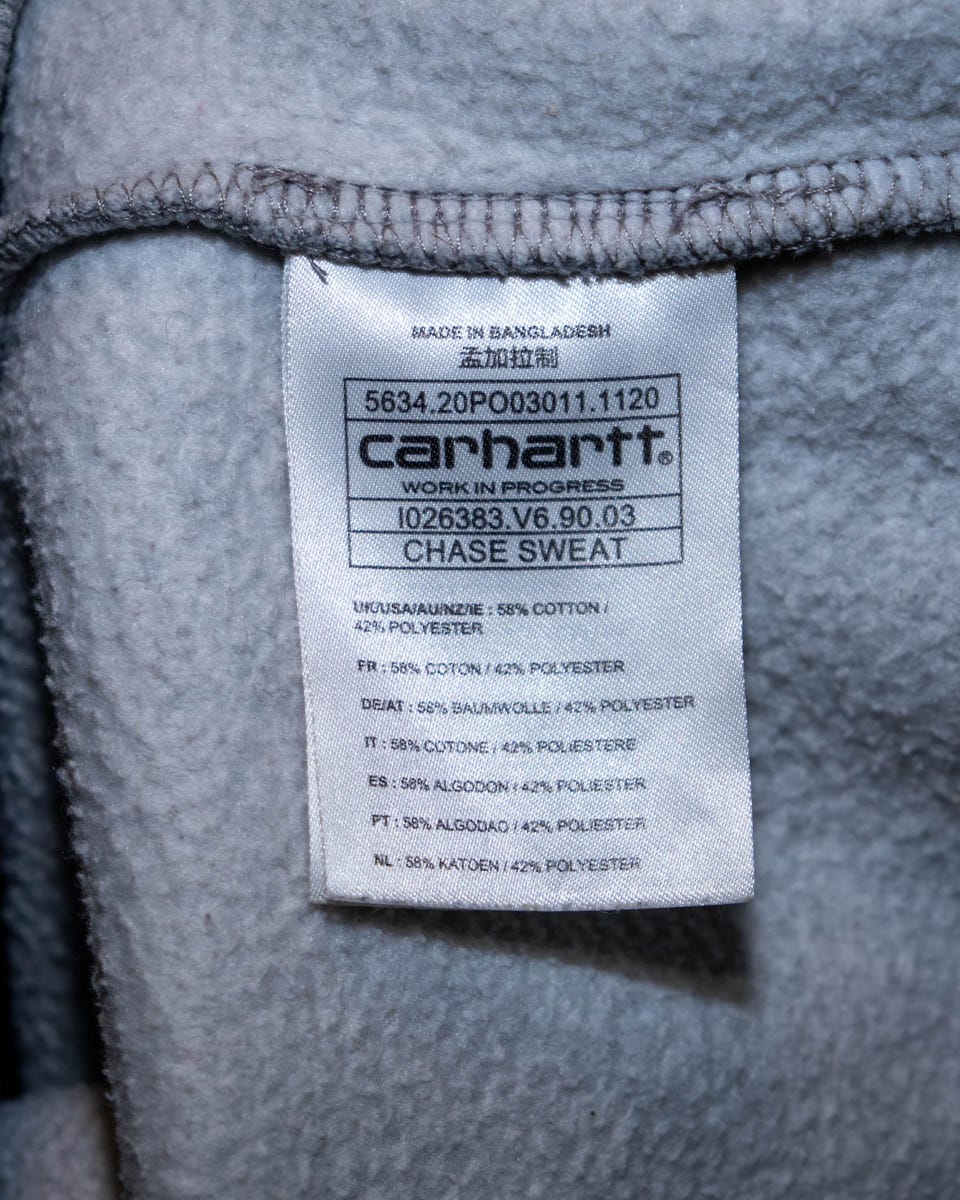 MADE IN BANGLADESH
孟加拉制
5634.20PO03011.1120
carhartt®
WORK IN PROGRESS
I026383.V6.90.03
CHASE SWEAT
UK/USA/AU/NZ/IE : 58% COTTON /
42% POLYESTER
FR : 58% COTON / 42% POLYESTER
DE/AT : 58% BAUMWOLLE / 42% POLYESTER
IT : 58% COTONE / 42% POLIESTERE
ES : 58% ALGODON / 42% POLIESTER
PT : 58% ALGODAO / 42% POLIESTER
NL : 58% KATOEN / 42% POLYESTER